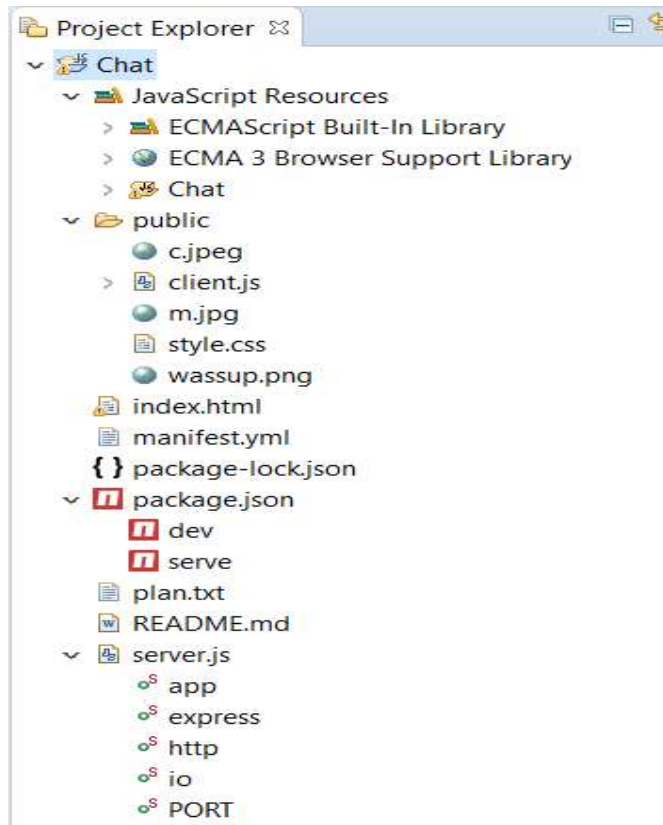 Project Explorer
Chat
JavaScript Resources
ECMAScript Built-In Library
ECMA 3 Browser Support Library
Chat
public
c.jpeg
client.js
m.jpg
style.css
wassup.png
index.html
manifest.yml
package-lock.json
package.json
dev
serve
plan.txt
README.md
server.js
app
express
http
io
PORT